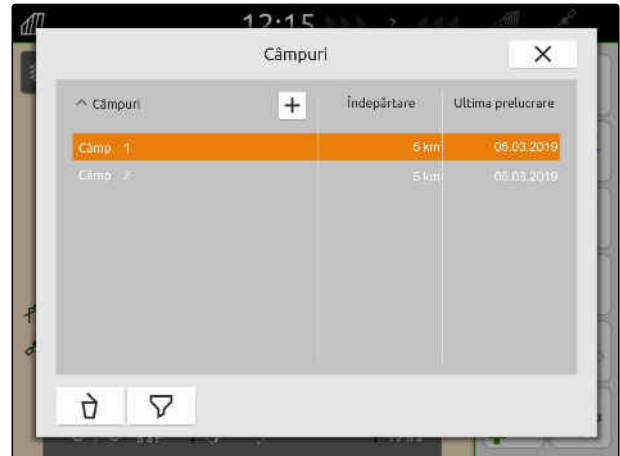 12:15 ?
Câmpuri
Câmpuri Îndepărtare Ultima prelucrare
Câmp 1 5 km 05.03.2019
Câmp 2 5 km 05.03.2019